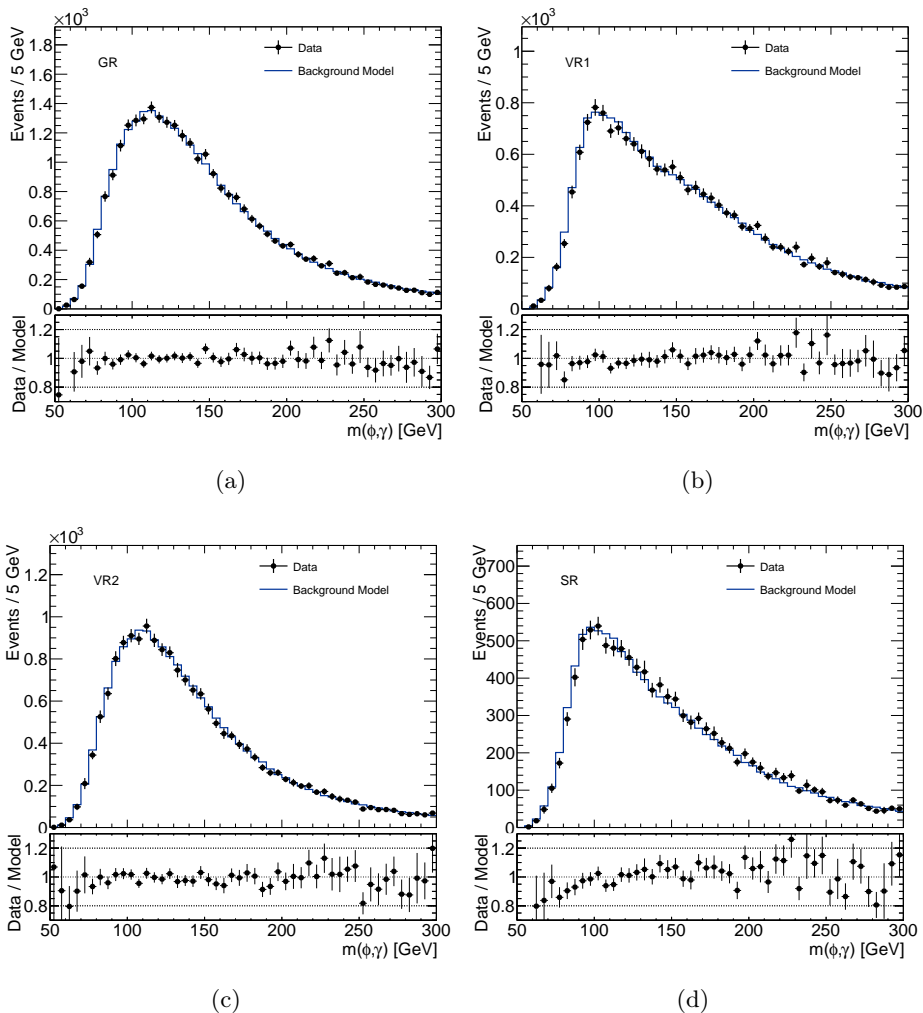 ×10³
Events / 5 GeV
1.8
1.6
1.4
1.2
1
0.8
0.6
0.4
0.2
0
GR
Data
Background Model
Data / Model
1.2
1
0.8
50 100 150 200 250 300
m(ϕ,γ) [GeV]
(a)
×10³
Events / 5 GeV
1
0.8
0.6
0.4
0.2
0
VR1
Data
Background Model
Data / Model
1.2
1
0.8
50 100 150 200 250 300
m(ϕ,γ) [GeV]
(b)
×10³
Events / 5 GeV
1.2
1
0.8
0.6
0.4
0.2
0
VR2
Data
Background Model
Data / Model
1.2
1
0.8
50 100 150 200 250 300
m(ϕ,γ) [GeV]
(c)
Events / 5 GeV
700
600
500
400
300
200
100
0
SR
Data
Background Model
Data / Model
1.2
1
0.8
50 100 150 200 250 300
m(ϕ,γ) [GeV]
(d)